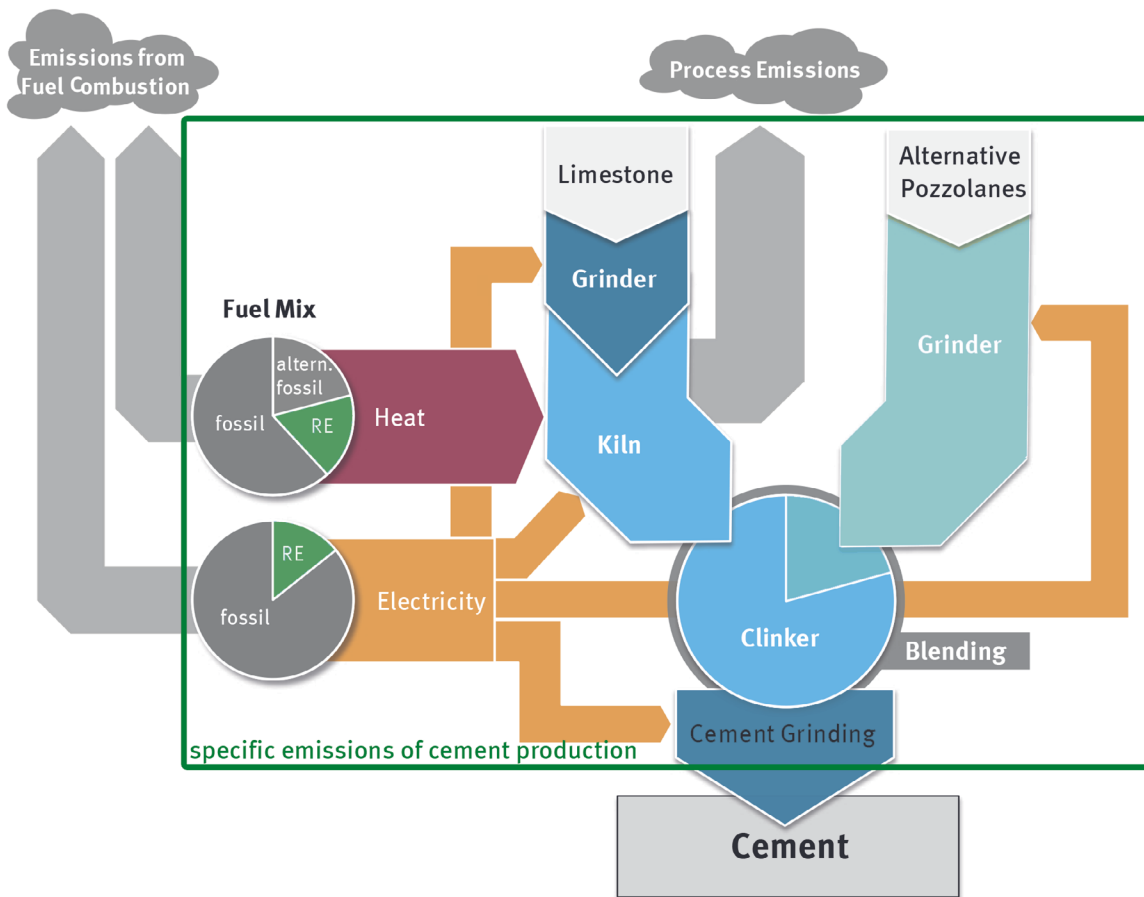 Emissions from
Fuel Combustion
Process Emissions
Limestone
Alternative
Pozzolanes
Grinder
Fuel Mix
altern.
fossil
fossil
RE
Heat
Grinder
Kiln
RE
fossil
Electricity
Clinker
Blending
Cement Grinding
specific emissions of cement production
Cement